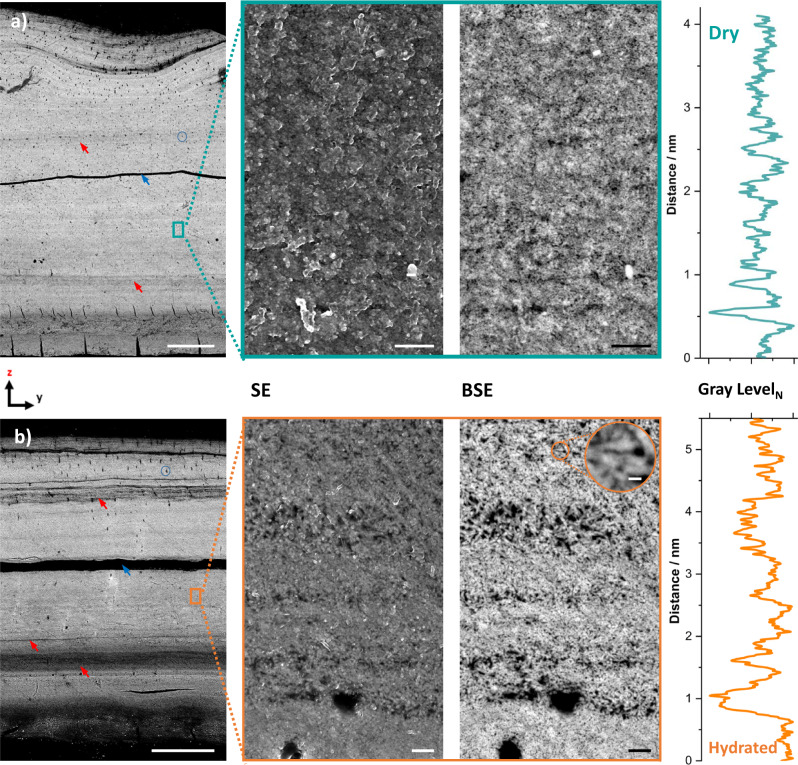 a)
Dry
4
3
Distance / nm
2
1
0
z
y
SE
BSE
Gray LevelN
b)
5
4
3
Distance / nm
2
1
0
Hydrated